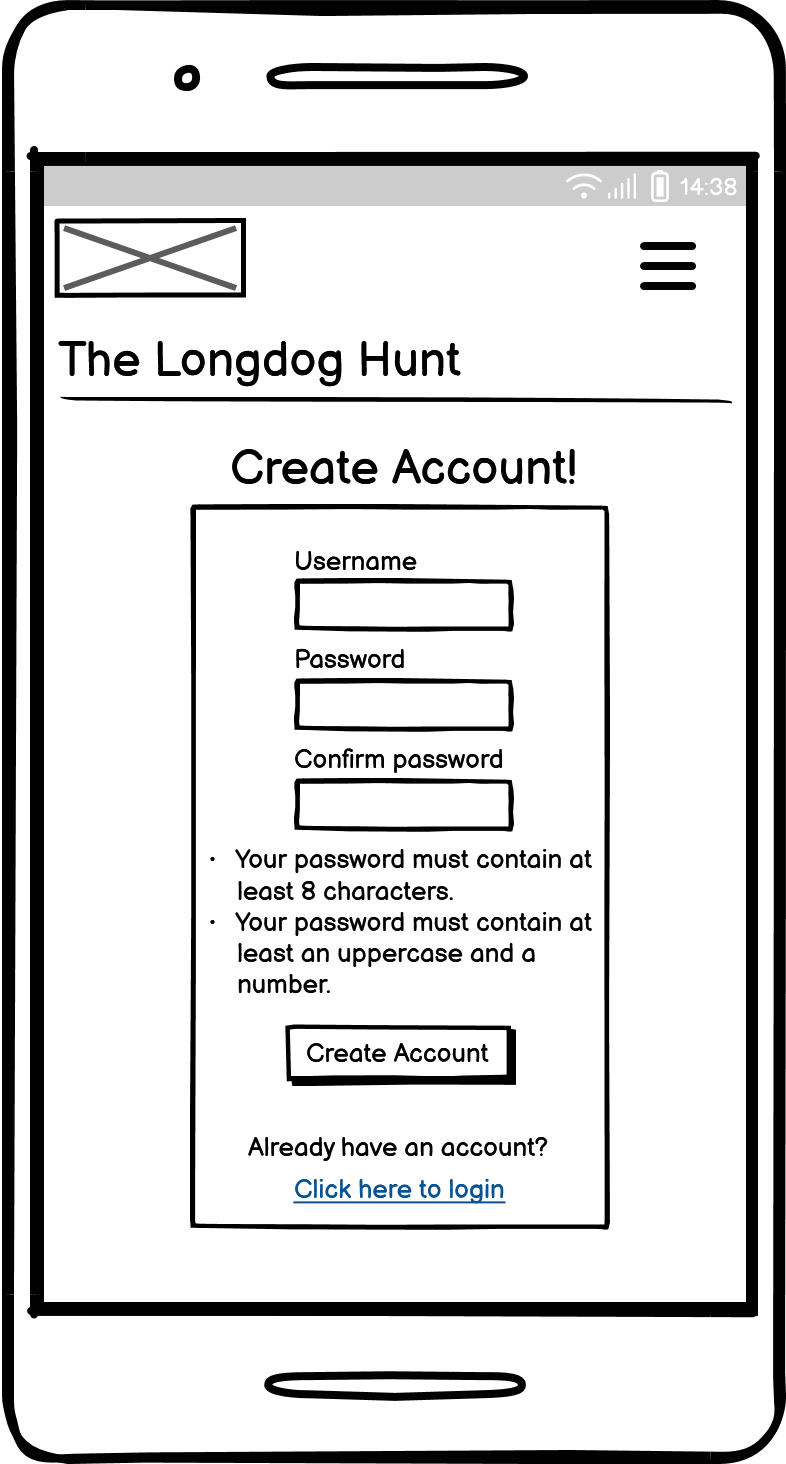 14:38
The Longdog Hunt
Create Account!
Username
Password
Confirm password
• Your password must contain at
least 8 characters.
• Your password must contain at
least an uppercase and a
number.
Create Account
Already have an account?
Click here to login